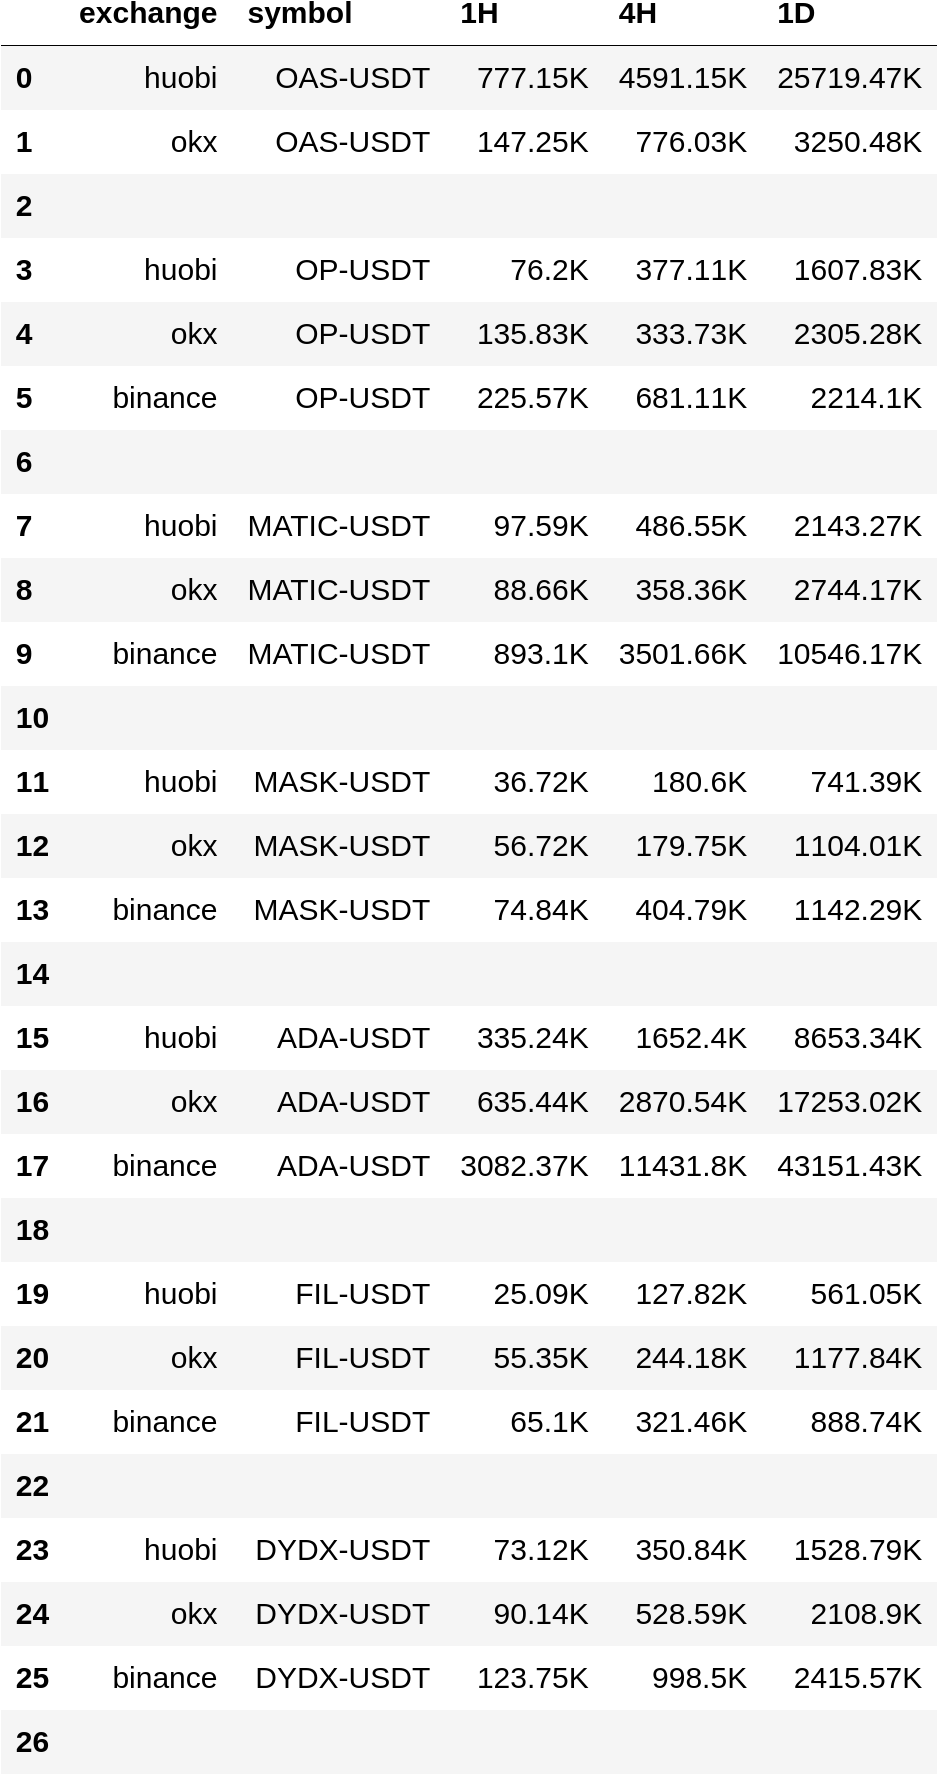 exchange symbol 1H 4H 1D
0 huobi OAS-USDT 777.15K 4591.15K 25719.47K
1 okx OAS-USDT 147.25K 776.03K 3250.48K
2
3 huobi OP-USDT 76.2K 377.11K 1607.83K
4 okx OP-USDT 135.83K 333.73K 2305.28K
5 binance OP-USDT 225.57K 681.11K 2214.1K
6
7 huobi MATIC-USDT 97.59K 486.55K 2143.27K
8 okx MATIC-USDT 88.66K 358.36K 2744.17K
9 binance MATIC-USDT 893.1K 3501.66K 10546.17K
10
11 huobi MASK-USDT 36.72K 180.6K 741.39K
12 okx MASK-USDT 56.72K 179.75K 1104.01K
13 binance MASK-USDT 74.84K 404.79K 1142.29K
14
15 huobi ADA-USDT 335.24K 1652.4K 8653.34K
16 okx ADA-USDT 635.44K 2870.54K 17253.02K
17 binance ADA-USDT 3082.37K 11431.8K 43151.43K
18
19 huobi FIL-USDT 25.09K 127.82K 561.05K
20 okx FIL-USDT 55.35K 244.18K 1177.84K
21 binance FIL-USDT 65.1K 321.46K 888.74K
22
23 huobi DYDX-USDT 73.12K 350.84K 1528.79K
24 okx DYDX-USDT 90.14K 528.59K 2108.9K
25 binance DYDX-USDT 123.75K 998.5K 2415.57K
26